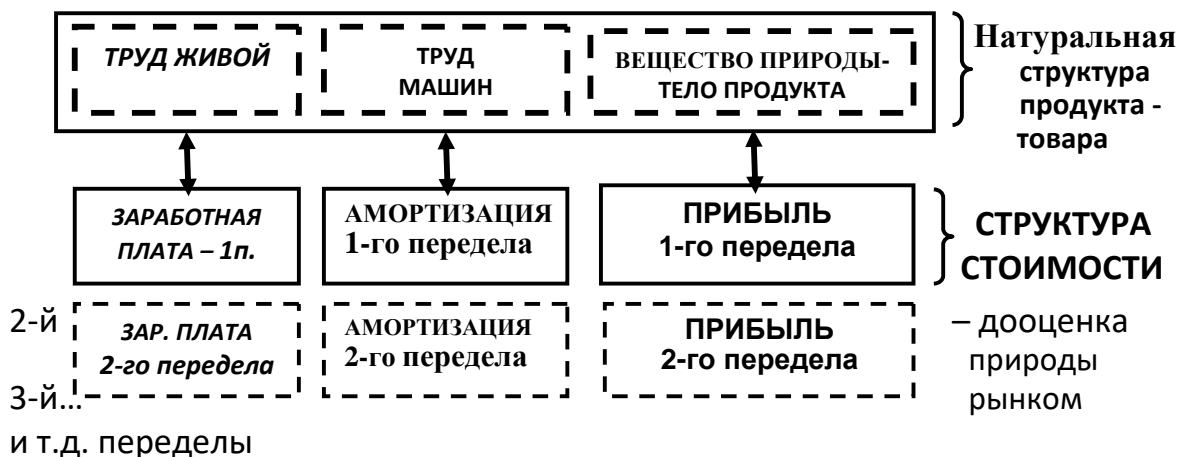 ТРУД ЖИВОЙ
ТРУД
МАШИН
ВЕЩЕСТВО ПРИРОДЫ-
ТЕЛО ПРОДУКТА
Натуральная
структура
продукта -
товара
ЗАРАБОТНАЯ
ПЛАТА – 1п.
АМОРТИЗАЦИЯ
1-го передела
ПРИБЫЛЬ
1-го передела
СТРУКТУРА
СТОИМОСТИ
2-й
ЗАР. ПЛАТА
2-го передела
АМОРТИЗАЦИЯ
2-го передела
ПРИБЫЛЬ
2-го передела
– дооценка
природы
рынком
3-й...
и т.д. переделы